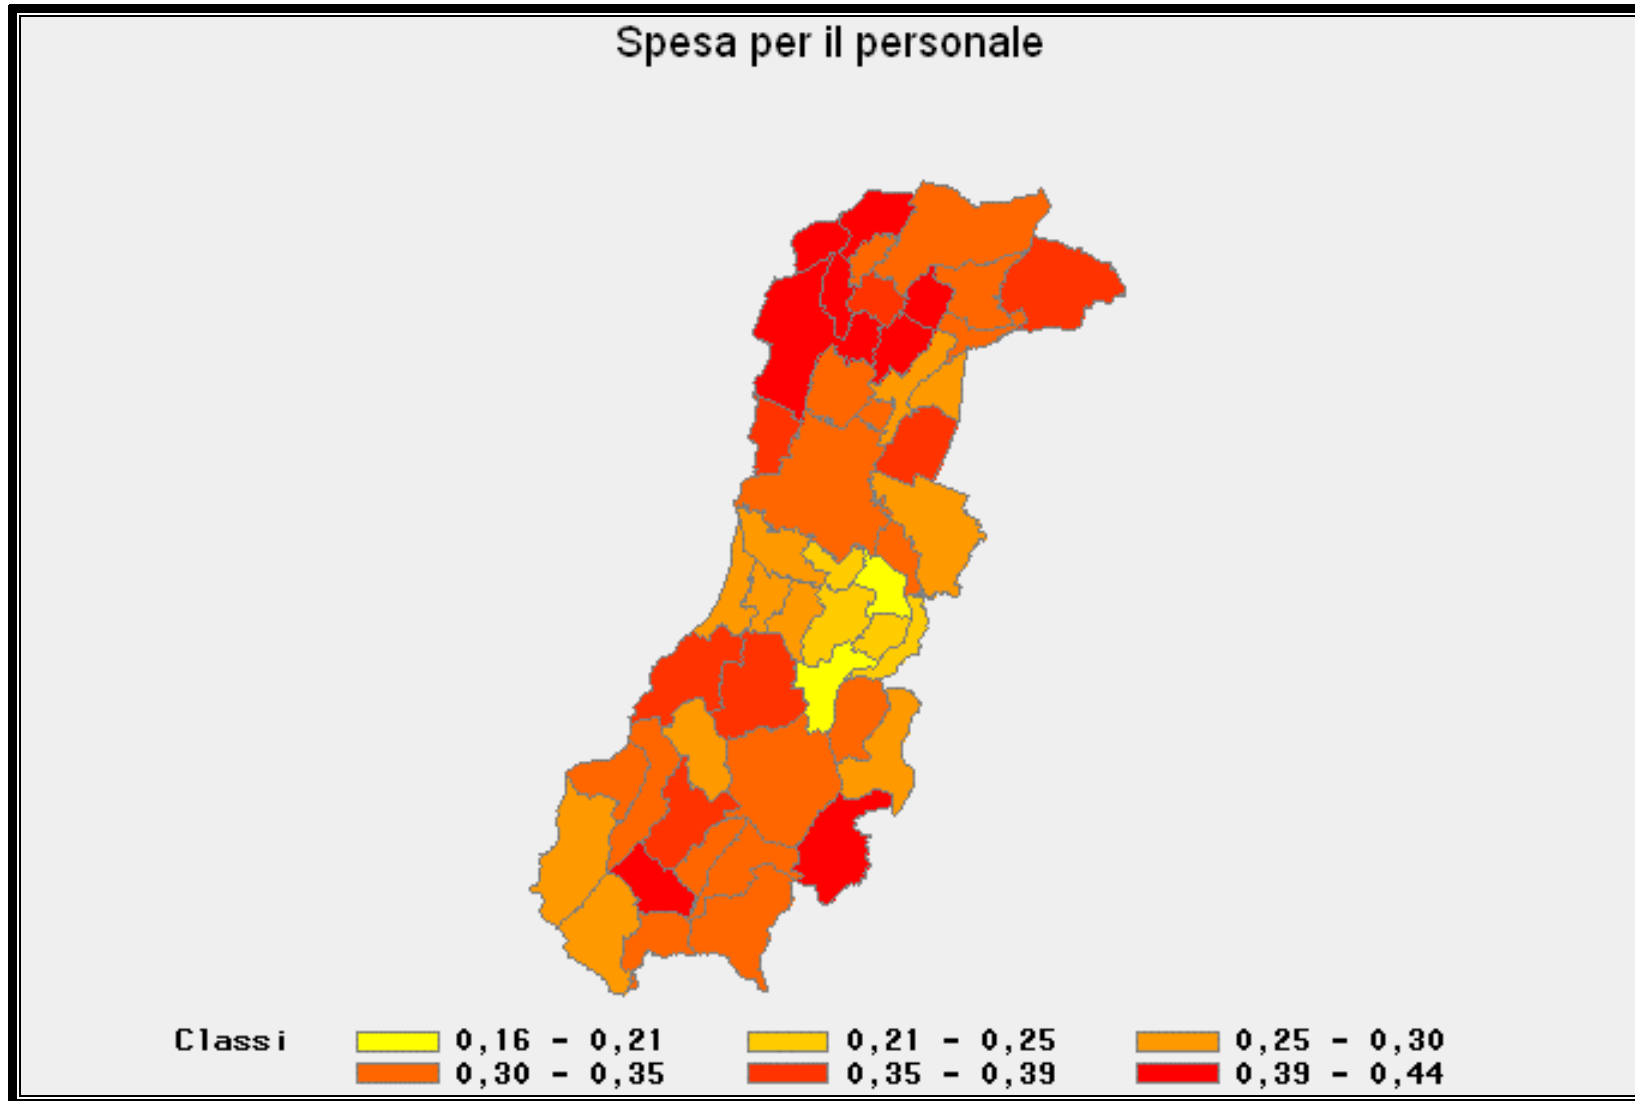 Spesa per il personale
Classi 0,16 - 0,21 0,21 - 0,25 0,25 - 0,30
0,30 - 0,35 0,35 - 0,39 0,39 - 0,44